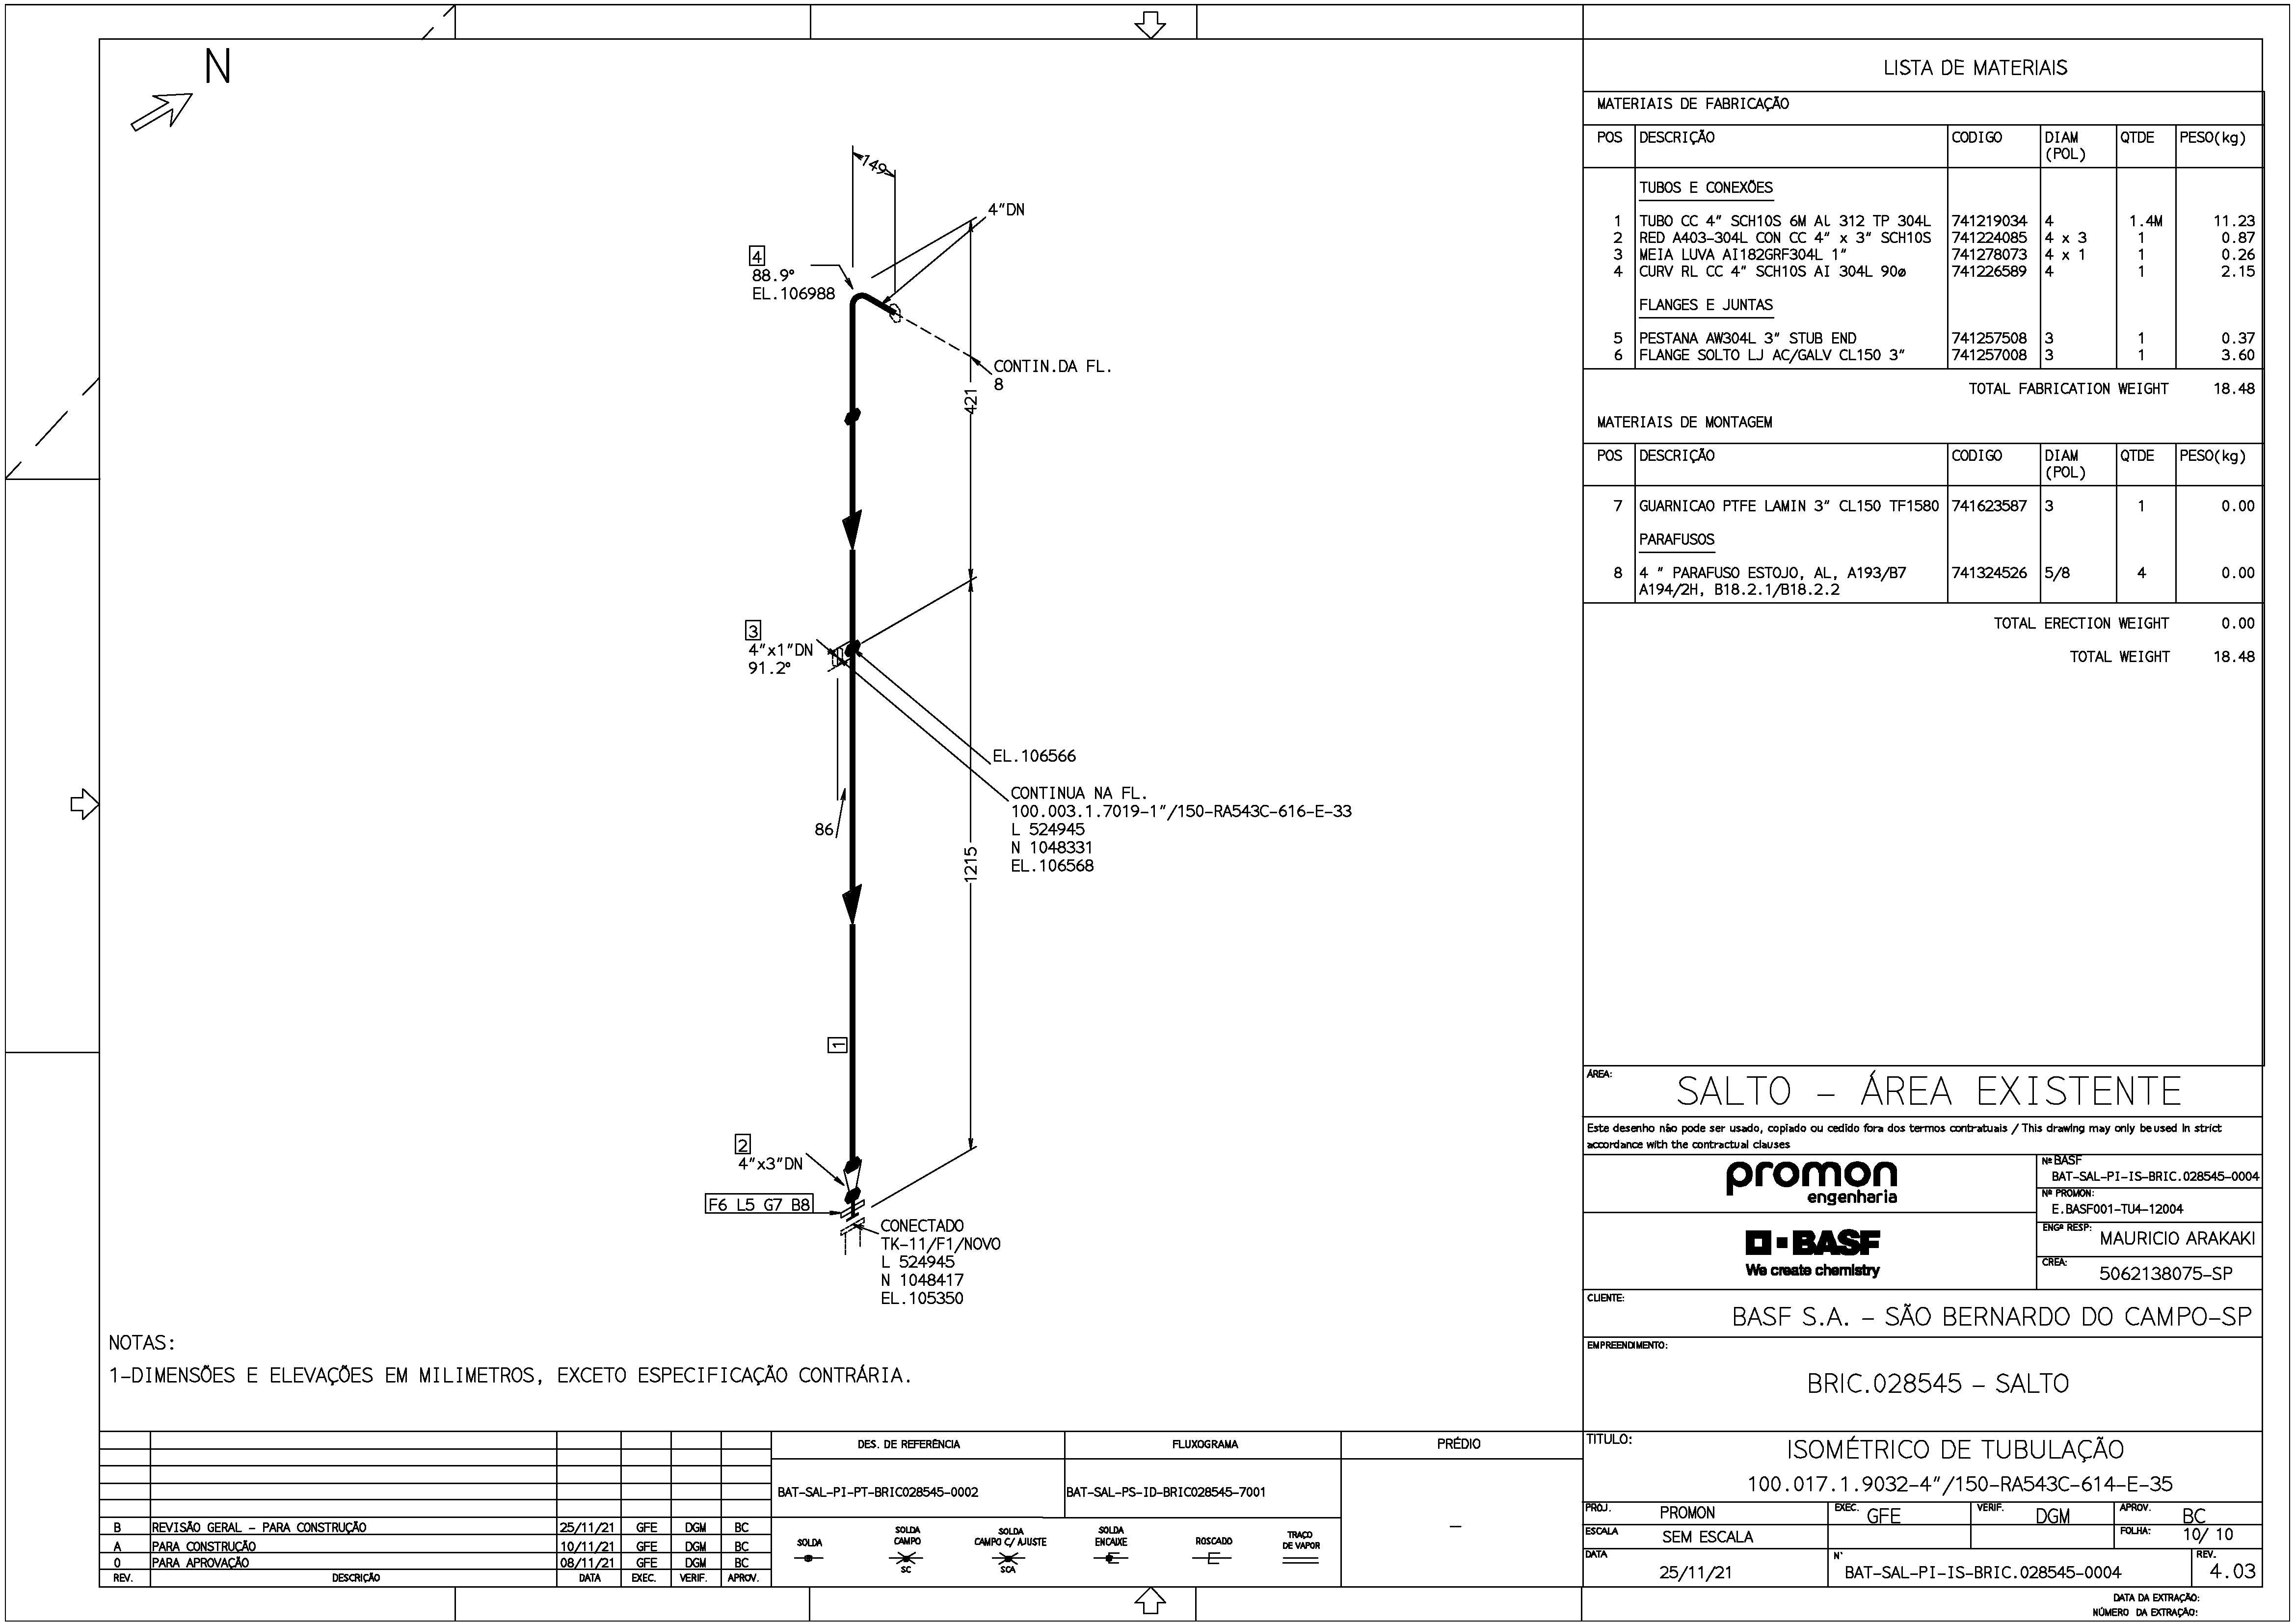 N
149
4"DN
4
88.9°
EL.106988
CONTIN.DA FL.
8
421
3
4"x1"DN
91.2°
EL.106566
CONTINUA NA FL.
100.003.1.7019-1"/150-RA543C-616-E-33
L 524945
N 1048331
EL.106568
86
1215
1
2
4"x3"DN
F6 L5 G7 B8
CONECTADO
TK-11/F1/NOVO
L 524945
N 1048417
EL.105350
NOTAS:
1-DIMENSÕES E ELEVAÇÕES EM MILIMETROS, EXCETO ESPECIFICAÇÃO CONTRÁRIA.
LISTA DE MATERIAIS
MATERIAIS DE FABRICAÇÃO
POS DESCRIÇÃO CODIGO DIAM (POL) QTDE PESO(kg)
TUBOS E CONEXÕES
1 TUBO CC 4" SCH10S 6M AL 312 TP 304L 741219034 4 1.4M 11.23
2 RED A403-304L CON CC 4" x 3" SCH10S 741224085 4 x 3 1 0.87
3 MEIA LUVA AI182GRF304L 1" 741278073 4 x 1 1 0.26
4 CURV RL CC 4" SCH10S AI 304L 90ø 741226589 4 1 2.15
FLANGES E JUNTAS
5 PESTANA AW304L 3" STUB END 741257508 3 1 0.37
6 FLANGE SOLTO LJ AC/GALV CL150 3" 741257008 3 1 3.60
TOTAL FABRICATION WEIGHT 18.48
MATERIAIS DE MONTAGEM
POS DESCRIÇÃO CODIGO DIAM (POL) QTDE PESO(kg)
7 GUARNICAO PTFE LAMIN 3" CL150 TF1580 741623587 3 1 0.00
PARAFUSOS
8 4 " PARAFUSO ESTOJO, AL, A193/B7 741324526 5/8 4 0.00
A194/2H, B18.2.1/B18.2.2
TOTAL ERECTION WEIGHT 0.00
TOTAL WEIGHT 18.48
ÁREA:
SALTO - ÁREA EXISTENTE
Este desenho não pode ser usado, copiado ou cedido fora dos termos contratuais / This drawing may only be used in strict
accordance with the contractual clauses
promon
engenharia
Nº BASF
BAT-SAL-PI-IS-BRIC.028545-0004
Nº PROMON:
E.BASF001-TU4-12004
BASF
We create chemistry
ENGº RESP:
MAURICIO ARAKAKI
CREA:
5062138075-SP
CLIENTE:
BASF S.A. - SÃO BERNARDO DO CAMPO-SP
EMPREENDIMENTO:
BRIC.028545 - SALTO
TITULO:
ISOMÉTRICO DE TUBULAÇÃO
100.017.1.9032-4"/150-RA543C-614-E-35
PROJ. PROMON EXEC. GFE VERIF. DGM APROV. BC
ESCALA SEM ESCALA FOLHA: 10/ 10
DATA 25/11/21 N° BAT-SAL-PI-IS-BRIC.028545-0004 REV. 4.03
DATA DA EXTRAÇÃO:
NÚMERO DA EXTRAÇÃO:
B REVISÃO GERAL - PARA CONSTRUÇÃO 25/11/21 GFE DGM BC
A PARA CONSTRUÇÃO 10/11/21 GFE DGM BC
0 PARA APROVAÇÃO 08/11/21 GFE DGM BC
REV. DESCRIÇÃO DATA EXEC. VERIF. APROV.
DES. DE REFERÊNCIA FLUXOGRAMA PRÉDIO
BAT-SAL-PI-PT-BRIC028545-0002 BAT-SAL-PS-ID-BRIC028545-7001 -
SOLDA
SOLDA CAMPO
SC
SOLDA CAMPO C/ AJUSTE
SCA
SOLDA ENCAIXE
ROSCADO
TRAÇO DE VAPOR